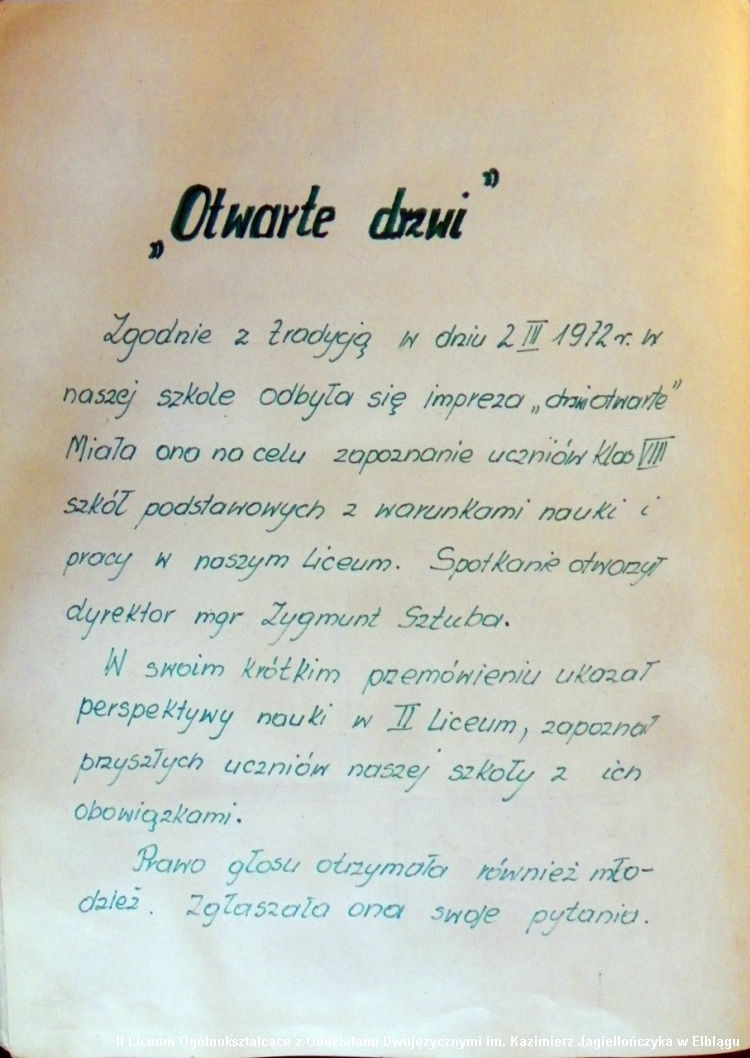 „Otwarte drzwi”
Zgodnie z tradycją w dniu 2 III 1972 r. w
naszej szkole odbyła się impreza „drzwi otwarte”
Miała ona na celu zapoznanie uczniów klas VIII
szkół podstawowych z warunkami nauki i
pracy w naszym Liceum. Spotkanie otworzył
dyrektor mgr Zygmunt Sztuba.
W swoim krótkim przemówieniu ukazał
perspektywy nauki w II Liceum, zapoznał
przyszłych uczniów naszej szkoły z ich
obowiązkami.
Prawo głosu otrzymała również mło-
dzież. Zgłaszała ona swoje pytania.
II Liceum Ogólnokształcące z Oddziałami Dwujęzycznymi im. Kazimierz Jagiellończyka w Elblągu